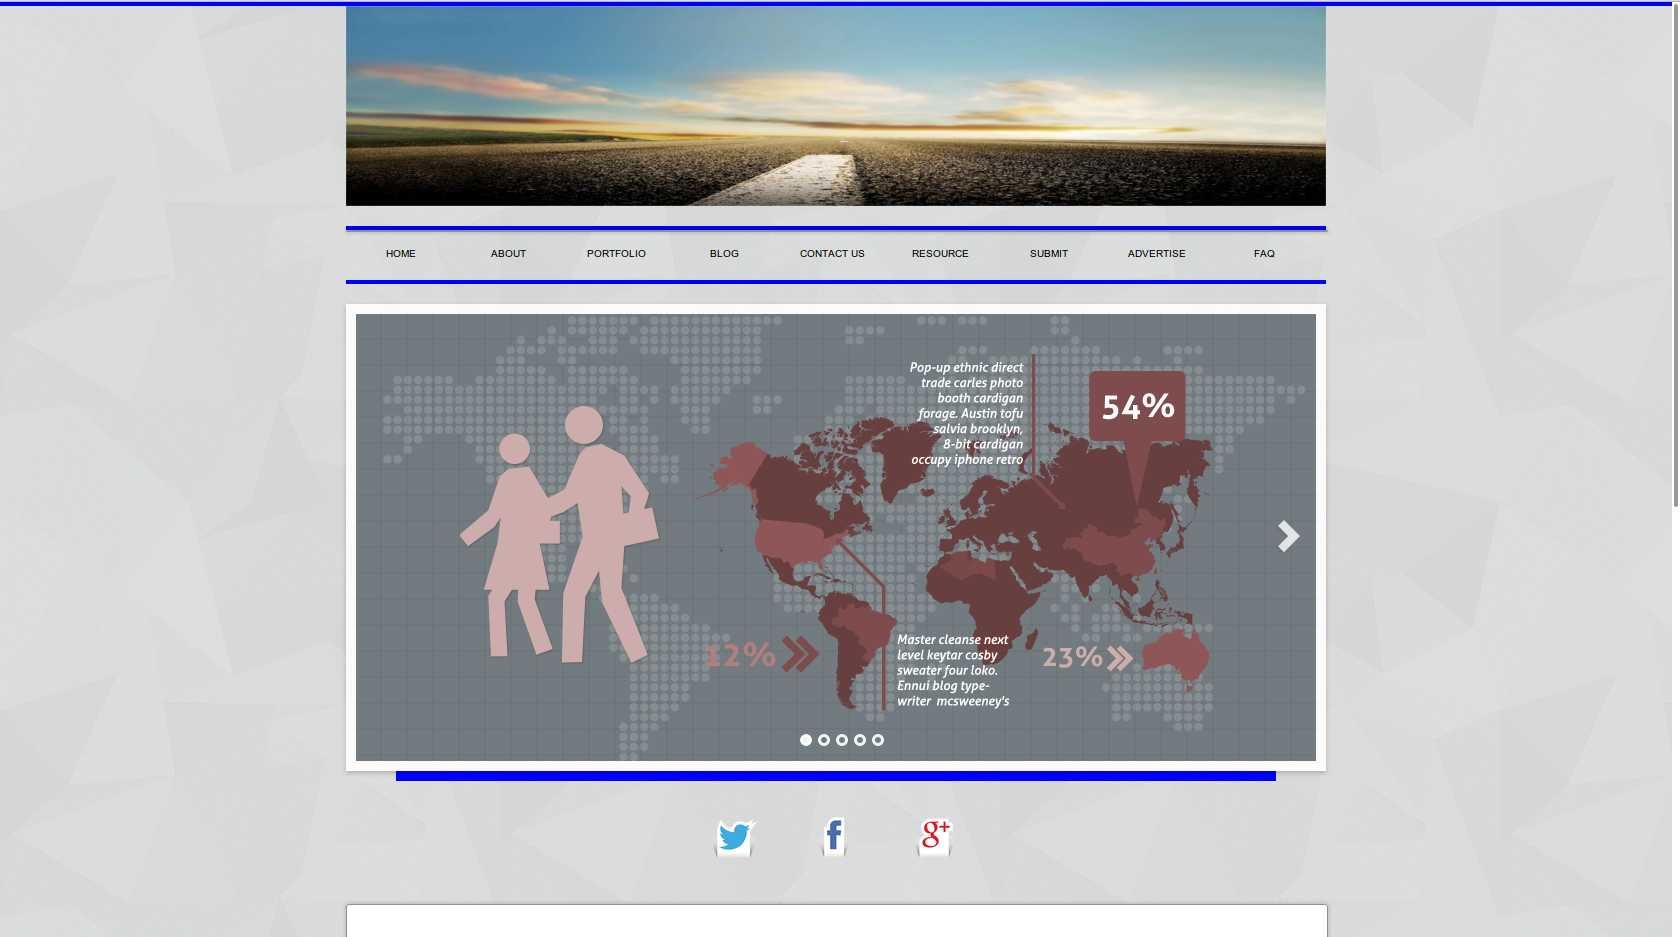 HOME ABOUT PORTFOLIO BLOG CONTACT US RESOURCE SUBMIT ADVERTISE FAQ
Pop-up ethnic direct
trade carles photo
booth cardigan
forage. Austin tofu
salvia brooklyn,
8-bit cardigan
occupy iphone retro
54%
12%
Master cleanse next
level keytar cosby
sweater four loko.
Ennui blog type-
writer mcsweeney's
23%
f
g+